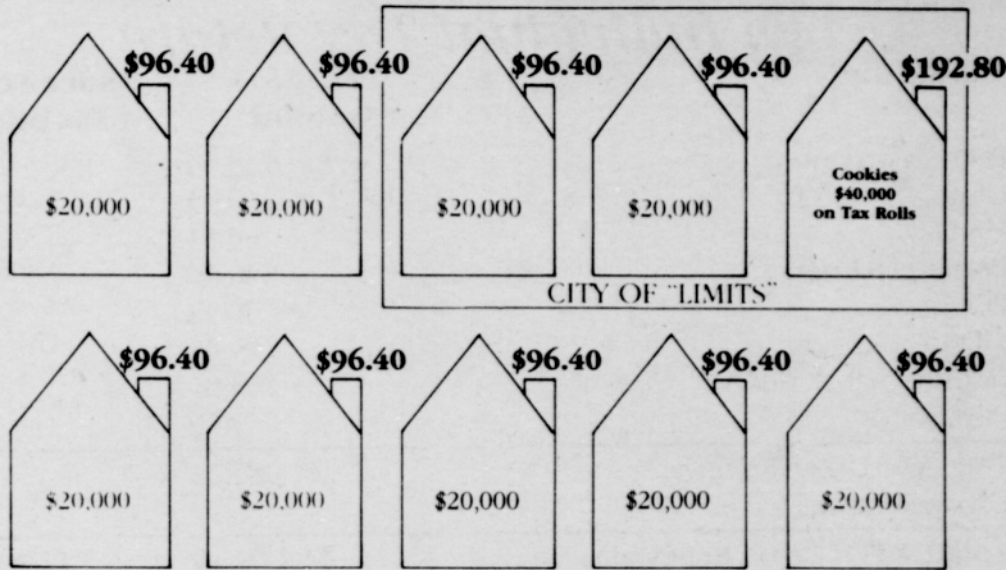 $96.40 $96.40 $96.40 $96.40 $192.80
Cookies
$40,000
on Tax Rolls
$20,000 $20,000 $20,000 $20,000
CITY OF "LIMITS"
$96.40 $96.40 $96.40 $96.40 $96.40
$20,000 $20,000 $20,000 $20,000 $20,000